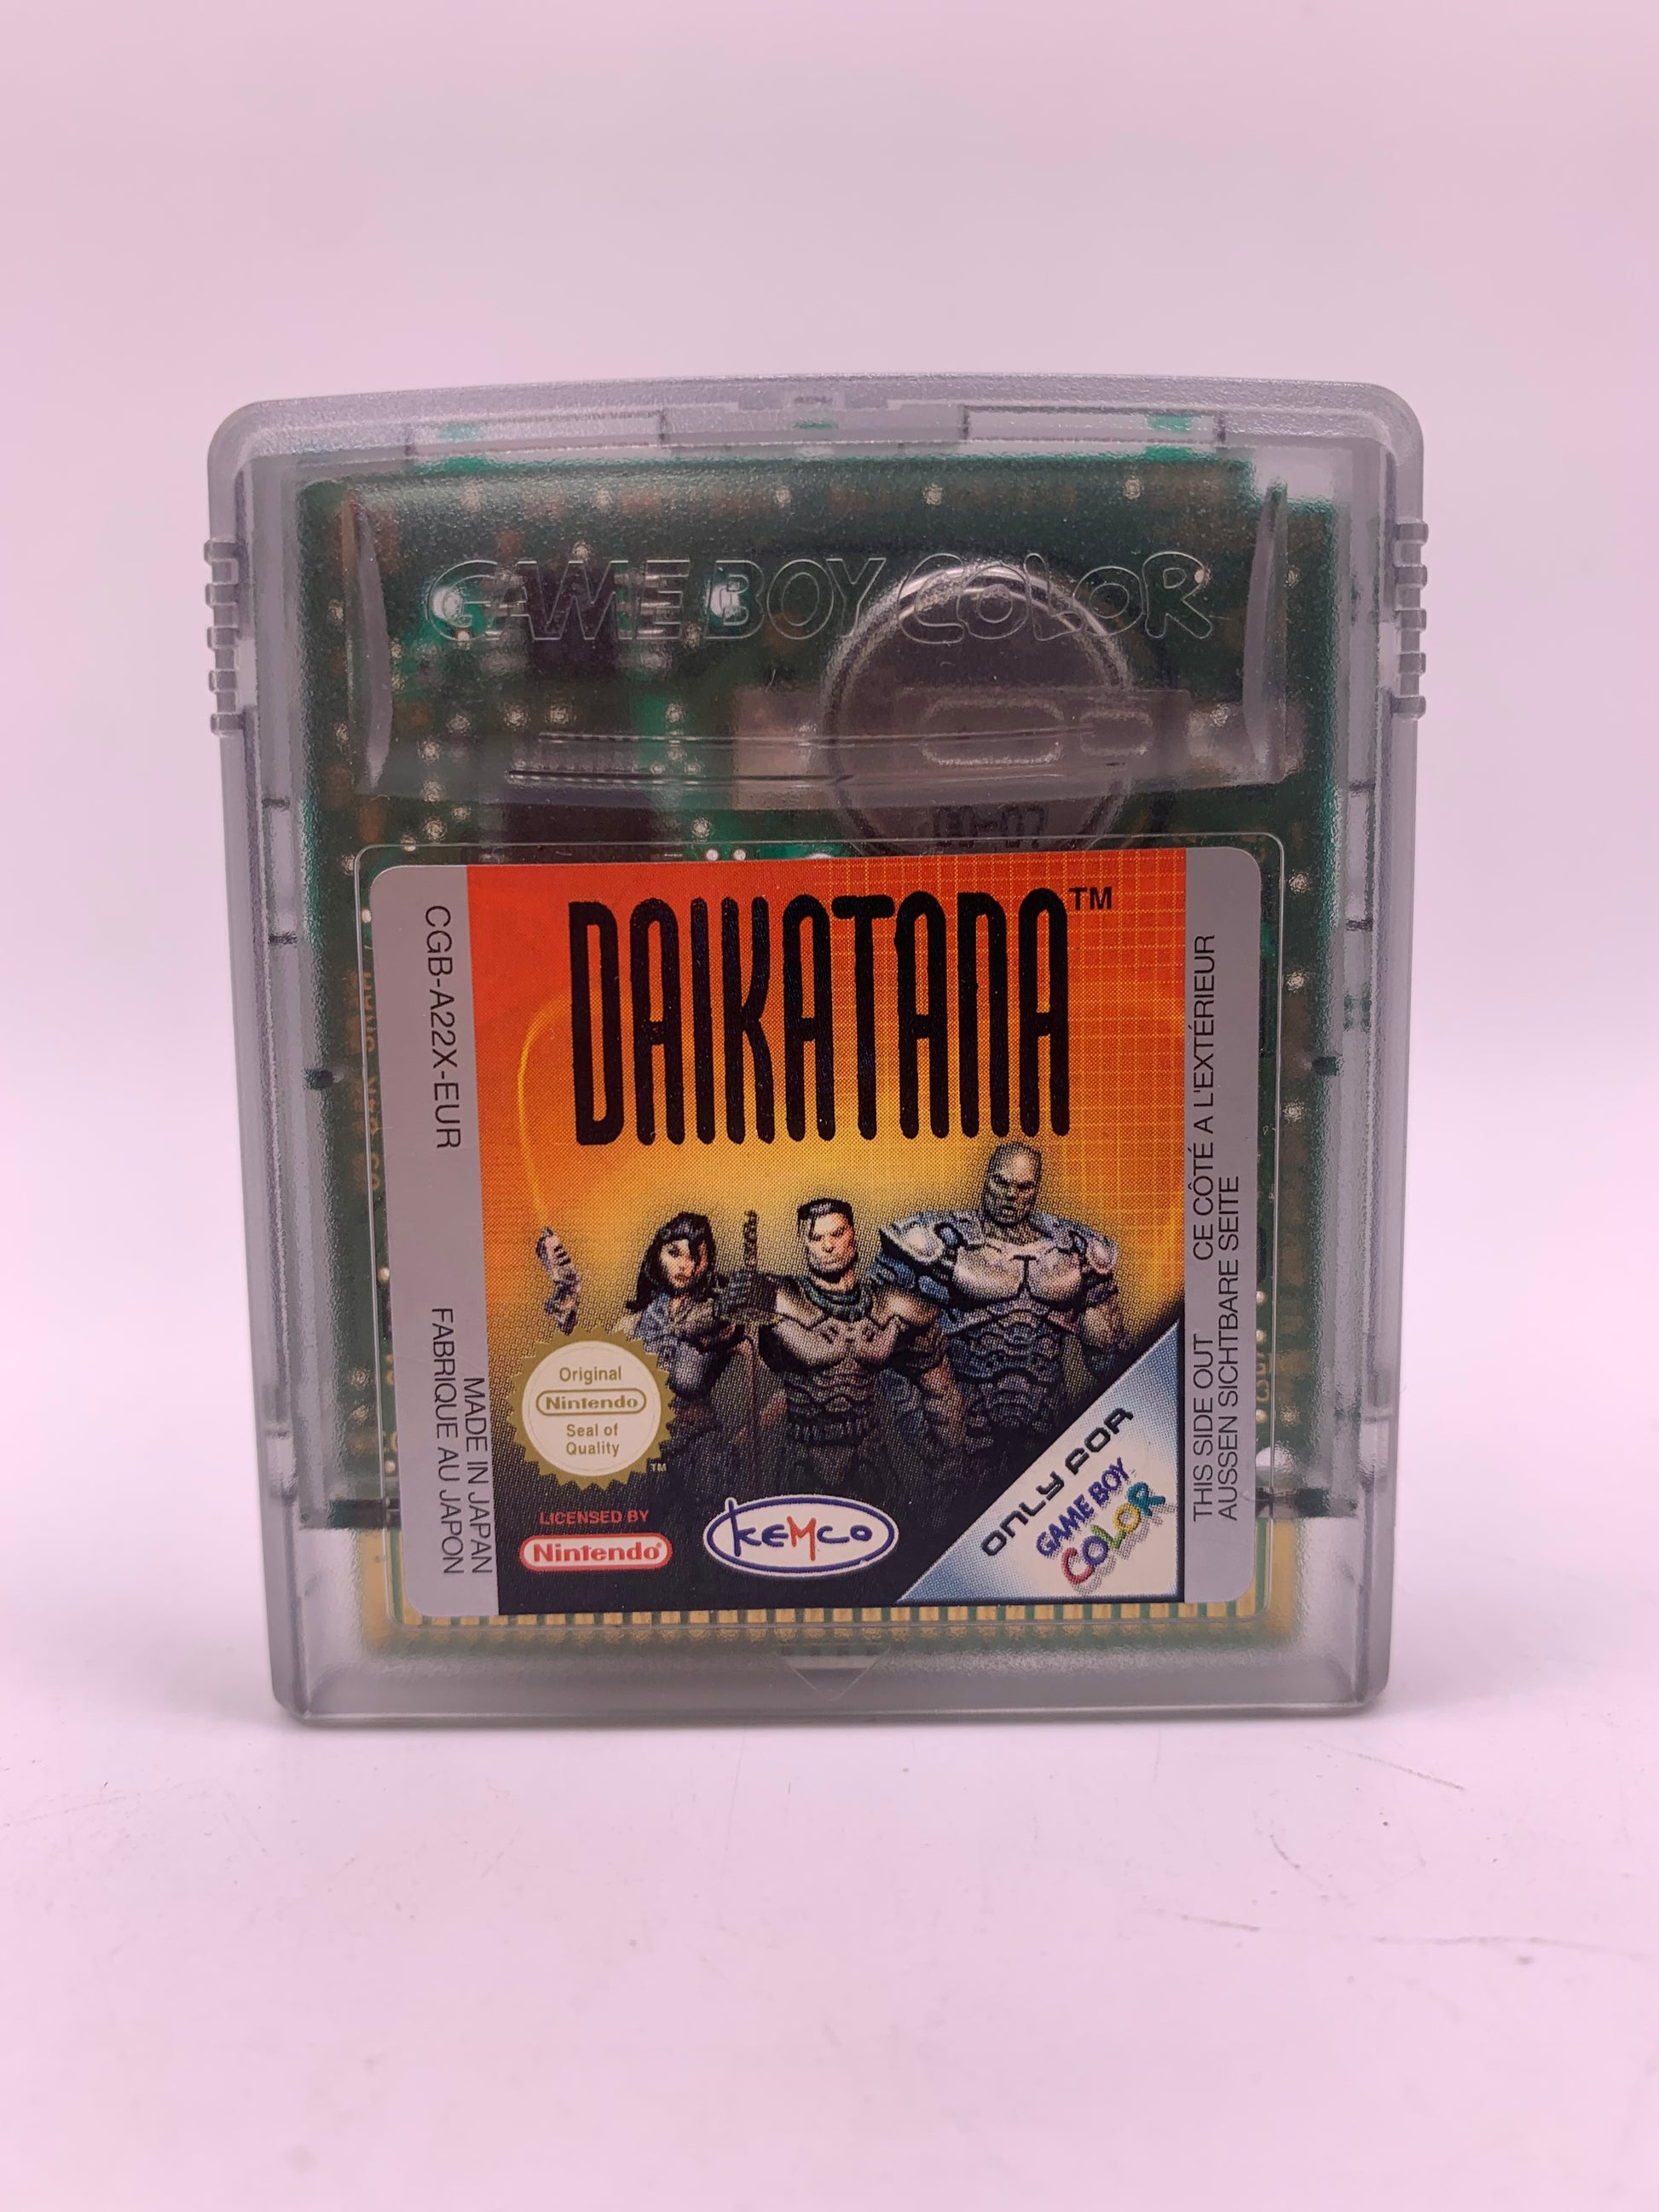 GAME BOY COLOR
CGB-A22X-EUR
MADE IN JAPAN
FABRIQUE AU JAPON
DAIKATANA™
Original
Nintendo
Seal of
Quality
TM
LICENSED BY
Nintendo®
KEMCO
ONLY FOR
GAME BOY
COLOR
CE CÔTÉ A L'EXTÉRIEUR
THIS SIDE OUT
AUSSEN SICHTBARE SEITE